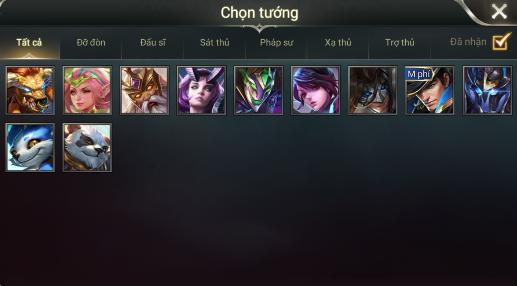 Chọn tướng
Tất cả Đỡ đòn Đấu sĩ Sát thủ Pháp sư Xạ thủ Trợ thủ Đã nhận
M phí